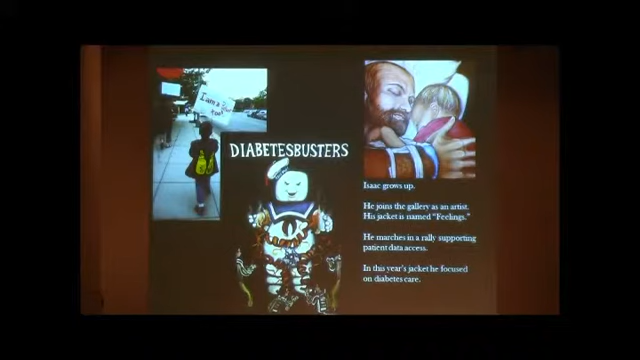 I am a
too!
DIABETESBUSTERS
Isaac grows up.
He joins the gallery as an artist.
His jacket is named "Feelings."
He marches in a rally supporting
patient data access.
In this year's jacket he focused
on diabetes care.